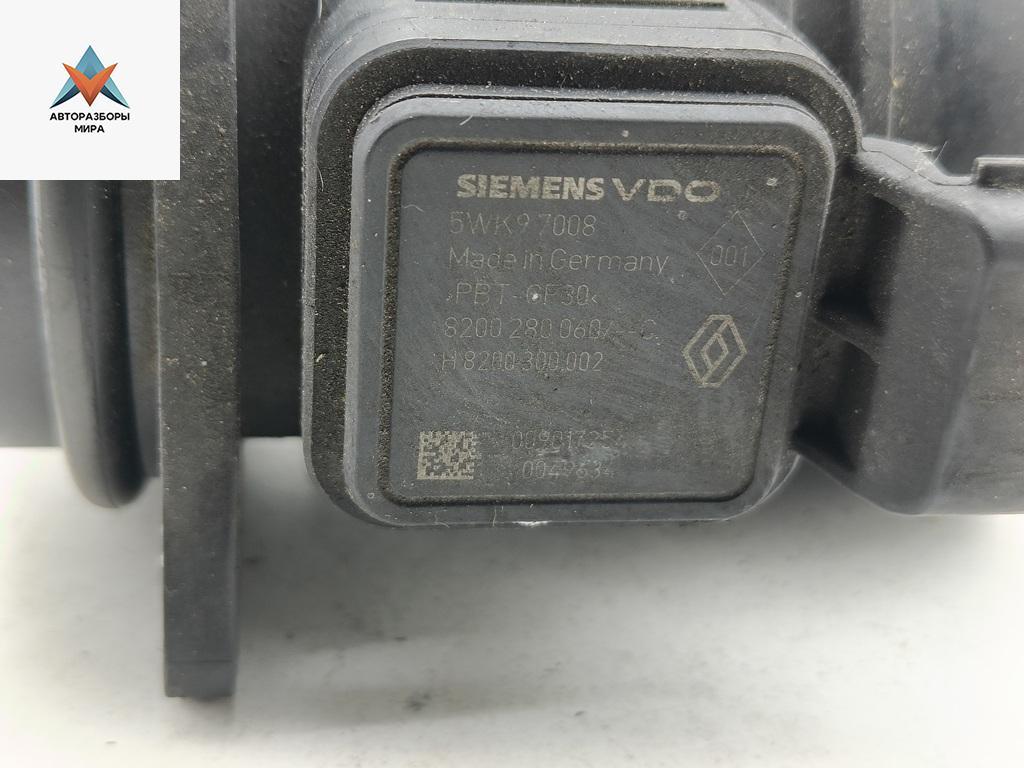 АВТОРАЗБОРЫ
МИРА
SIEMENS VDO
5WK9 7008
Made in Germany
001
>PBT-GF30<
8200 280 060
H 8200 300 002